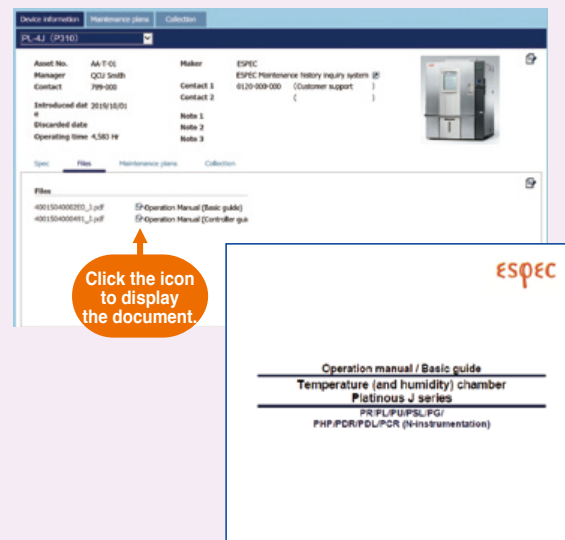 Device information Maintenance plans Collection
PL-4J (P310)
Asset No. AA-T-01 Maker ESPEC
Manager QCU Smith ESPEC Maintenance history inquiry system
Contact 799-000 Contact 1 0120-000-000 (Customer support )
Contact 2 ( )
Introduced dat 2019/10/01
e Note 1
Discarded date Note 2
Operating time 4,583 Hr Note 3
Spec Files Maintenance plans Collection
Files
Operation Manual (Basic guide)
Operation Manual (Controller gui
Click the icon
to display
the document.
ESPEC
Operation manual / Basic guide
Temperature (and humidity) chamber
Platinous J series
PR/PL/PU/PSL/PG/
PHP/PDR/PDL/PCR (N-instrumentation)